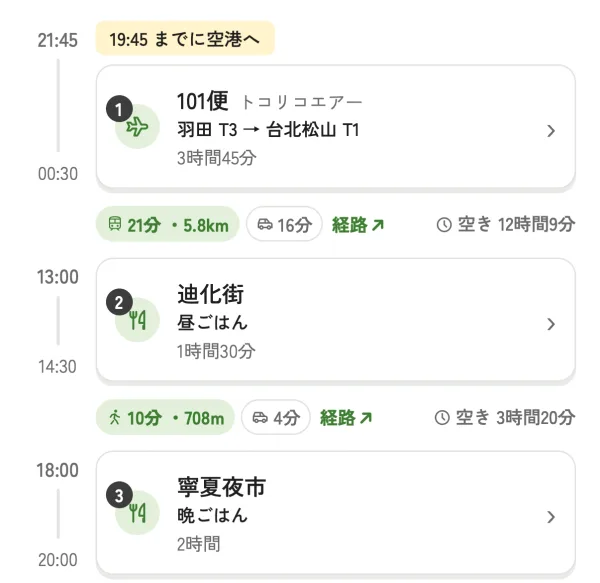 21:45
19:45 までに空港へ
1
101便 トコリコエアー
羽田 T3 → 台北松山 T1
3時間45分
00:30
21分 ・5.8km
16分
経路
空き 12時間9分
13:00
2
迪化街
昼ごはん
1時間30分
14:30
10分 ・708m
4分
経路
空き 3時間20分
18:00
3
寧夏夜市
晩ごはん
2時間
20:00